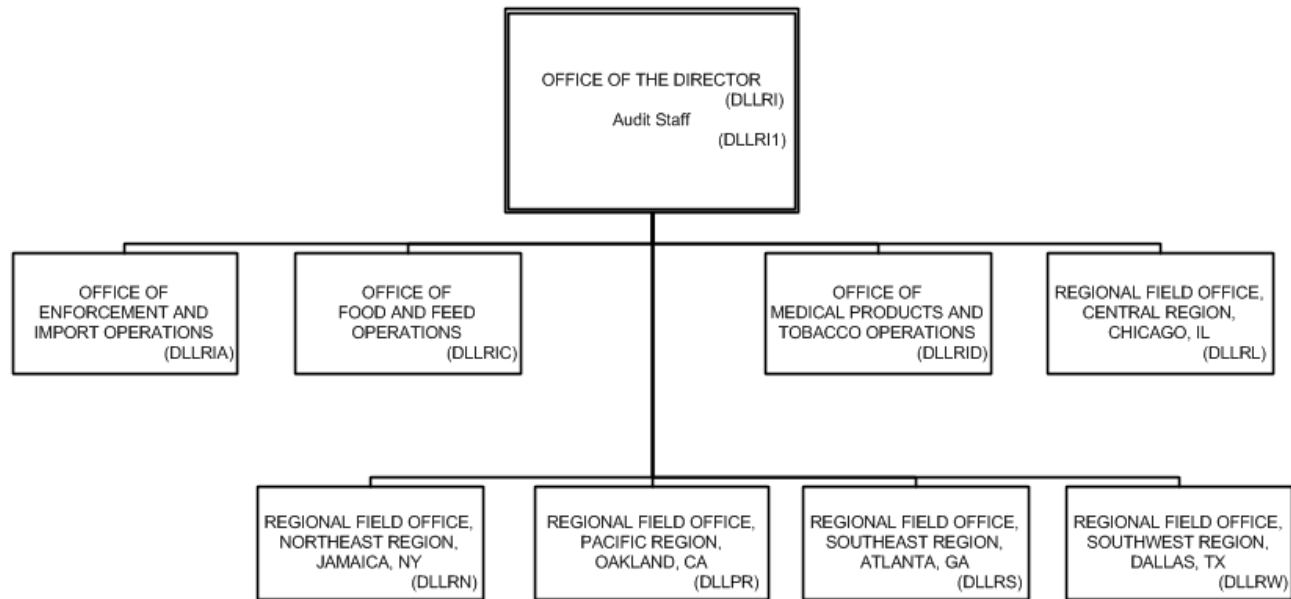 OFFICE OF THE DIRECTOR
(DLLRI)
Audit Staff
(DLLRI1)
OFFICE OF
ENFORCEMENT AND
IMPORT OPERATIONS
(DLLRIA)
OFFICE OF
FOOD AND FEED
OPERATIONS
(DLLRIC)
OFFICE OF
MEDICAL PRODUCTS AND
TOBACCO OPERATIONS
(DLLRID)
REGIONAL FIELD OFFICE,
CENTRAL REGION,
CHICAGO, IL
(DLLRL)
REGIONAL FIELD OFFICE,
NORTHEAST REGION,
JAMAICA, NY
(DLLRN)
REGIONAL FIELD OFFICE,
PACIFIC REGION,
OAKLAND, CA
(DLLPR)
REGIONAL FIELD OFFICE,
SOUTHEAST REGION,
ATLANTA, GA
(DLLRS)
REGIONAL FIELD OFFICE,
SOUTHWEST REGION,
DALLAS, TX
(DLLRW)